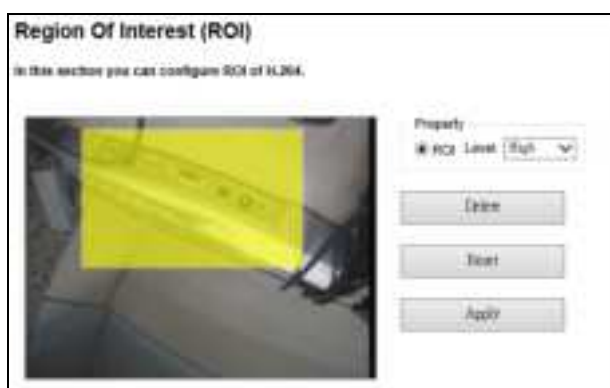 Region Of Interest (ROI)
In this section you can configure ROI of H.264.
Property
ROI Level High
Delete
Reset
Apply